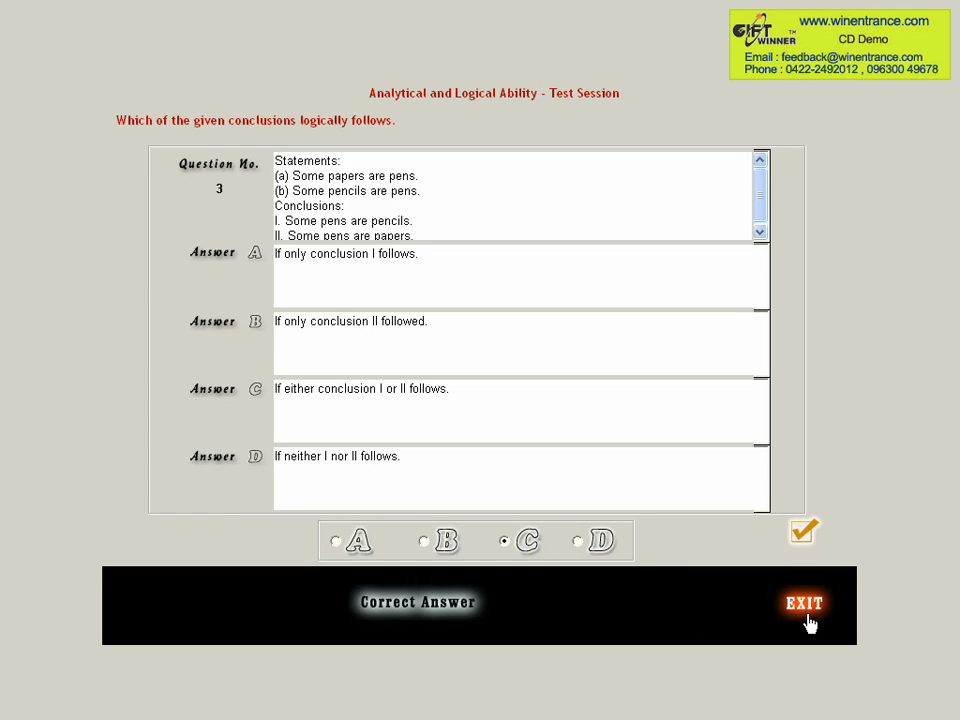 GIFT WINNER TM
www.winentrance.com
CD Demo
Email : feedback@winentrance.com
Phone : 0422-2492012 , 096300 49678
Analytical and Logical Ability - Test Session
Which of the given conclusions logically follows.
Question No.
3
Statements:
(a) Some papers are pens.
(b) Some pencils are pens.
Conclusions:
I. Some pens are pencils.
II. Some pens are papers.
Answer A
If only conclusion I follows.
Answer B
If only conclusion II followed.
Answer C
If either conclusion I or II follows.
Answer D
If neither I nor II follows.
A B C D
Correct Answer
EXIT